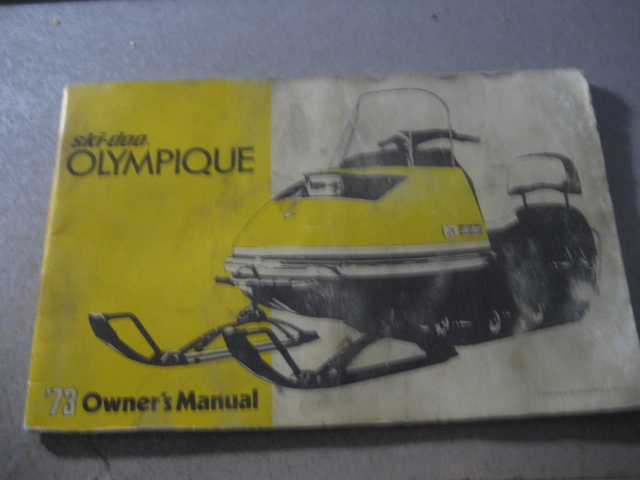 ski-doo
OLYMPIQUE
'73 Owner's Manual